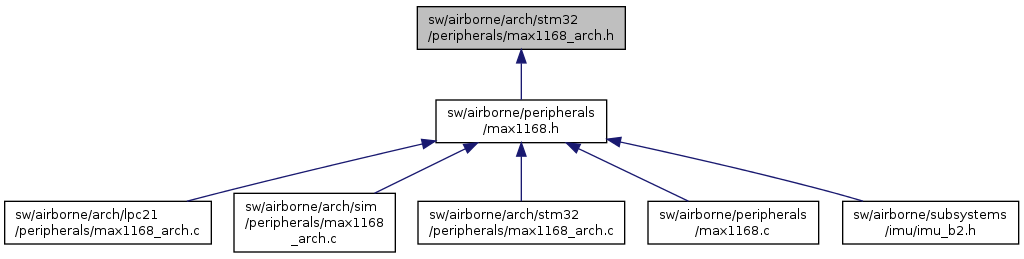 sw/airborne/arch/stm32
/peripherals/max1168_arch.h
sw/airborne/peripherals
/max1168.h
sw/airborne/arch/lpc21
/peripherals/max1168_arch.c
sw/airborne/arch/sim
/peripherals/max1168
_arch.c
sw/airborne/arch/stm32
/peripherals/max1168_arch.c
sw/airborne/peripherals
/max1168.c
sw/airborne/subsystems
/imu/imu_b2.h